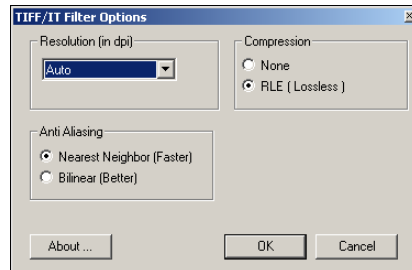 TIFF/IT Filter Options
Resolution (in dpi)
Auto
Compression
None
RLE ( Lossless )
Anti Aliasing
Nearest Neighbor (Faster)
Bilinear (Better)
About ...
OK
Cancel